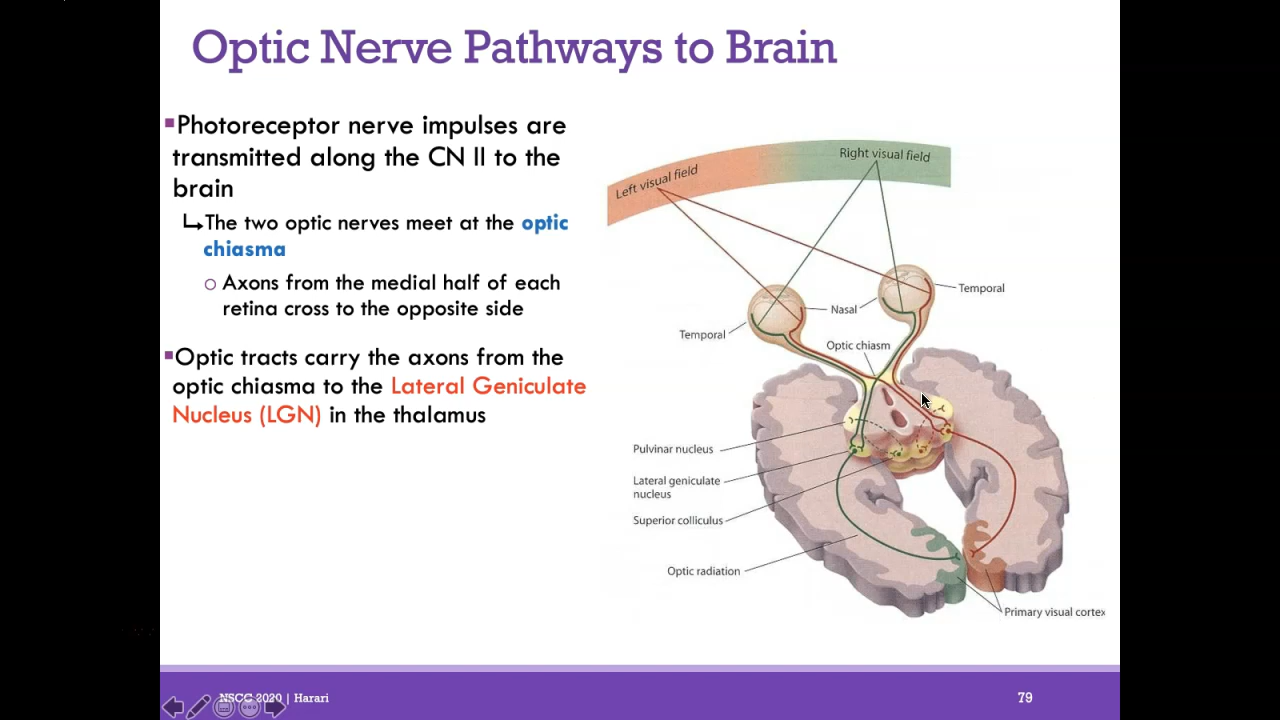 Optic Nerve Pathways to Brain
▪Photoreceptor nerve impulses are
transmitted along the CN II to the
brain
↳The two optic nerves meet at the optic
chiasma
○ Axons from the medial half of each
retina cross to the opposite side
▪Optic tracts carry the axons from the
optic chiasma to the Lateral Geniculate
Nucleus (LGN) in the thalamus
Left visual field
Right visual field
Temporal
Nasal
Temporal
Optic chiasm
Pulvinar nucleus
Lateral geniculate
nucleus
Superior colliculus
Optic radiation
Primary visual cortex
NSCC 2020 | Harari
79